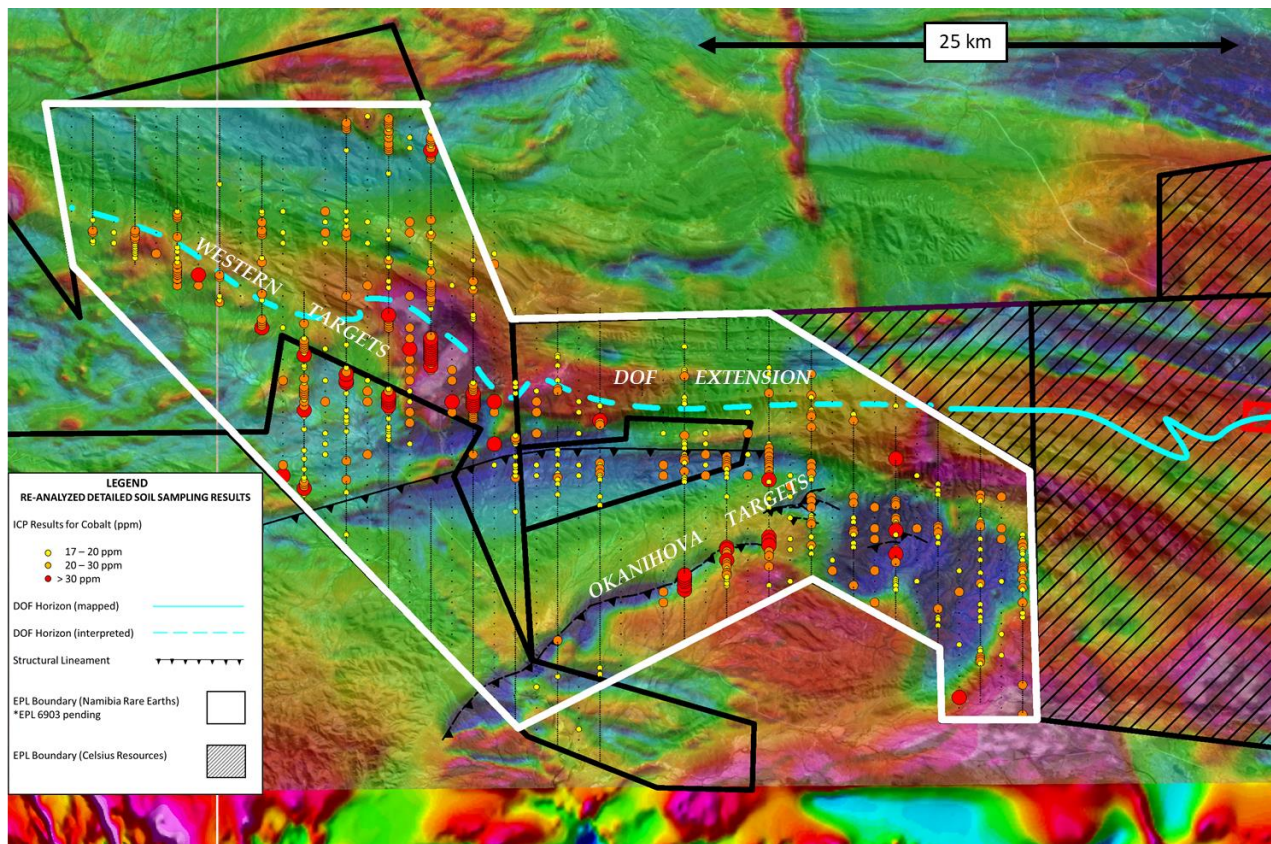 25 km
WESTERN TARGETS
DOF EXTENSION
OKANIHOVA TARGETS
LEGEND
RE-ANALYZED DETAILED SOIL SAMPLING RESULTS
ICP Results for Cobalt (ppm)
17 – 20 ppm
20 – 30 ppm
> 30 ppm
DOF Horizon (mapped)
DOF Horizon (interpreted)
Structural Lineament
EPL Boundary (Namibia Rare Earths)
*EPL 6903 pending
EPL Boundary (Celsius Resources)